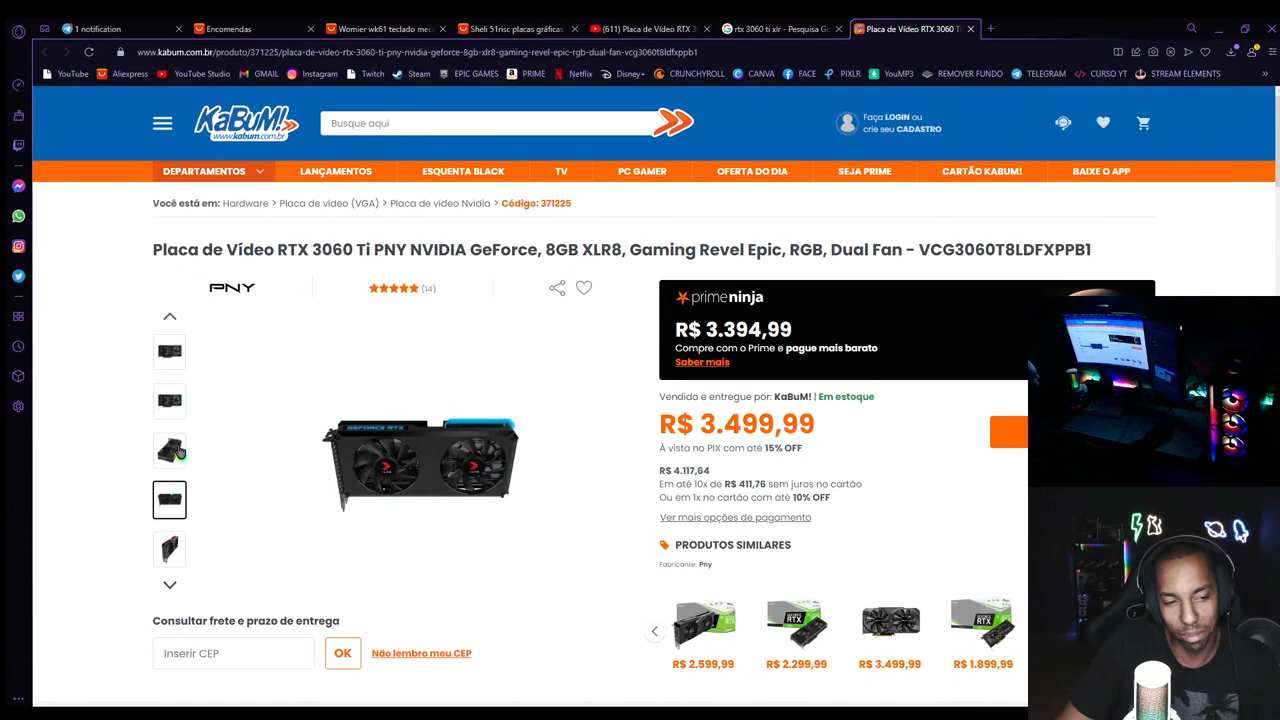 1 notification
Encomendas
Womier wk61 teclado mec
Sheli 51risc placas gráficas
(611) Placa de Vídeo RTX 3
rtx 3060 ti xlr - Pesquisa Go
Placa de Vídeo RTX 3060 T
www.kabum.com.br/produto/371225/placa-de-video-rtx-3060-ti-pny-nvidia-geforce-8gb-xlr8-gaming-revel-epic-rgb-dual-fan-vcg3060t8ldfxppb1
YouTube
Aliexpress
YouTube Studio
GMAIL
Instagram
Twitch
Steam
EPIC GAMES
PRIME
Netflix
Disney+
CRUNCHYROLL
CANVA
FACE
PIXLR
YouMP3
REMOVER FUNDO
TELEGRAM
CURSO YT
STREAM ELEMENTS
KaBuM!
www.kabum.com.br
Busque aqui
Faça LOGIN ou
crie seu CADASTRO
DEPARTAMENTOS
LANÇAMENTOS
ESQUENTA BLACK
TV
PC GAMER
OFERTA DO DIA
SEJA PRIME
CARTÃO KABUM!
BAIXE O APP
Você está em: Hardware > Placa de vídeo (VGA) > Placa de vídeo Nvidia > Código: 371225
Placa de Vídeo RTX 3060 Ti PNY NVIDIA GeForce, 8GB XLR8, Gaming Revel Epic, RGB, Dual Fan - VCG3060T8LDFXPPB1
PNY
(14)
prime ninja
R$ 3.394,99
Compre com o Prime e pague mais barato
Saber mais
GEFORCE RTX
Vendido e entregue por: KaBuM! | Em estoque
R$ 3.499,99
À vista no PIX com até 15% OFF
R$ 4.117,64
Em até 10x de R$ 411,76 sem juros no cartão
Ou em 1x no cartão com até 10% OFF
Ver mais opções de pagamento
PRODUTOS SIMILARES
Fabricante: Pny
R$ 2.599,99
R$ 2.299,99
R$ 3.499,99
R$ 1.899,99
Consultar frete e prazo de entrega
Inserir CEP
OK
Não lembro meu CEP